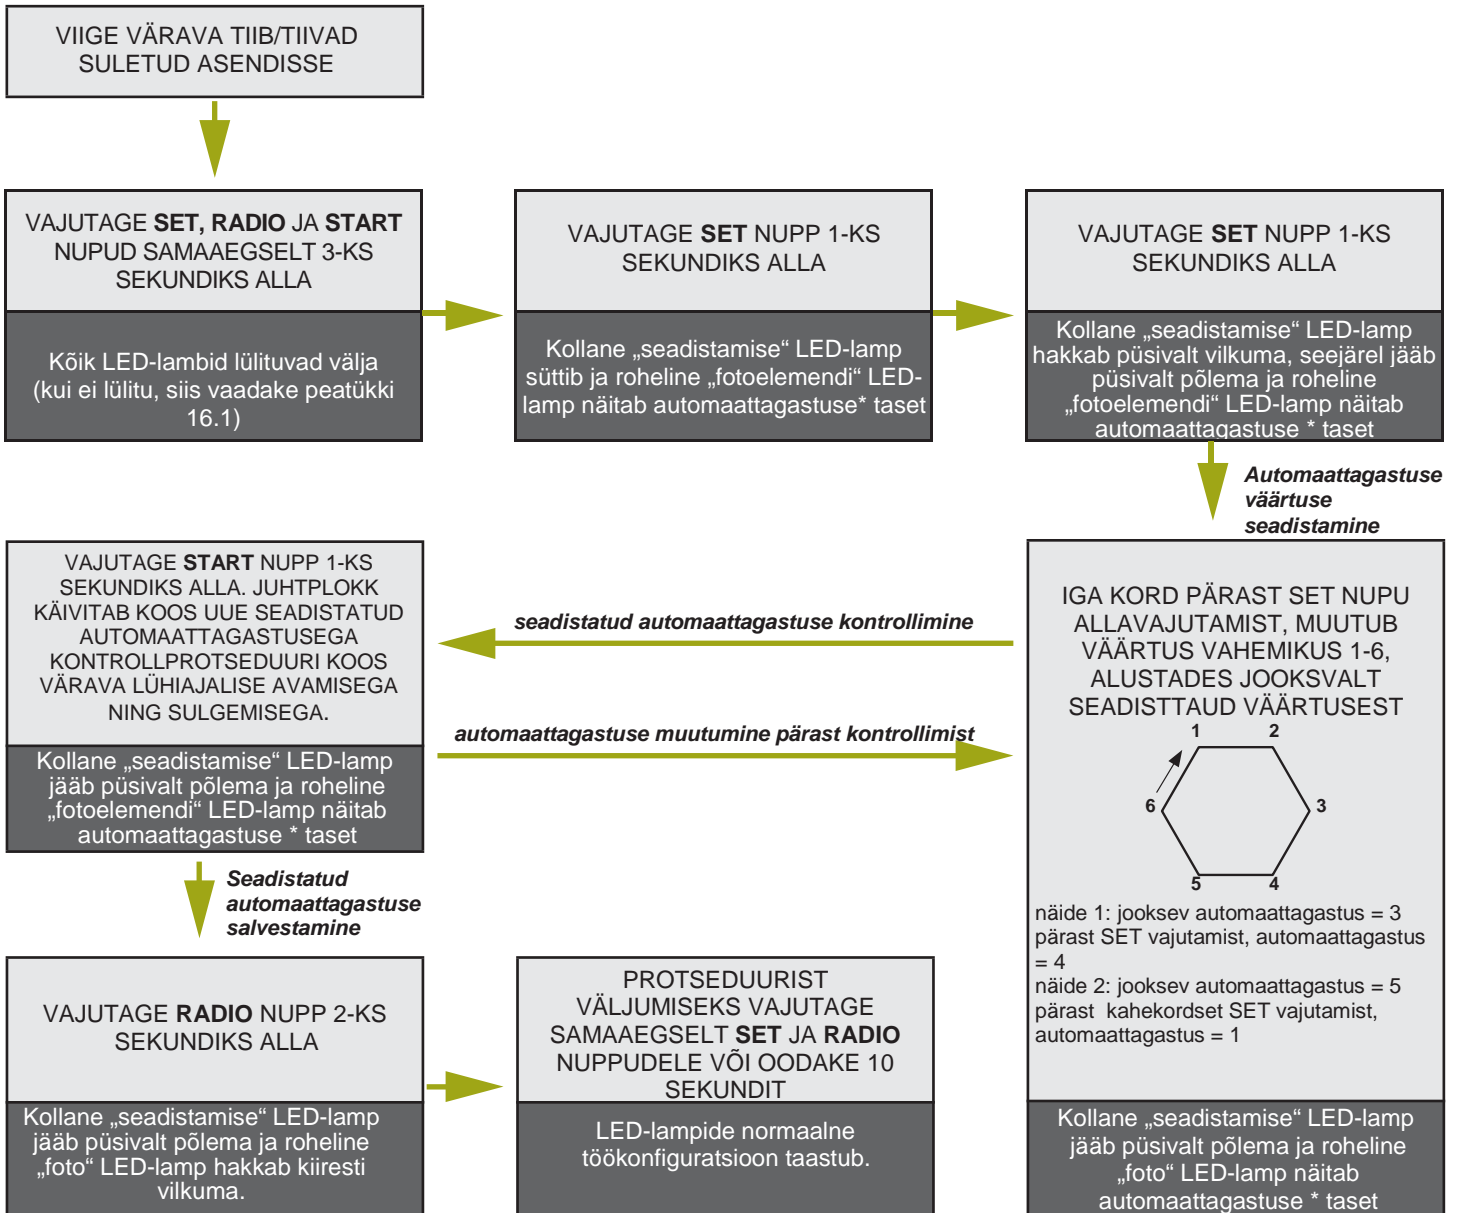 VIIGE VÄRAVA TIIB/TIIVAD
SULETUD ASENDISSE
VAJUTAGE SET, RADIO JA START
NUPUD SAMAAEGSELT 3-KS
SEKUNDIKS ALLA
Kõik LED-lambid lülituvad välja
(kui ei lülitu, siis vaadake peatükki
16.1)
VAJUTAGE SET NUPP 1-KS
SEKUNDIKS ALLA
Kollane „seadistamise“ LED-lamp
süttib ja roheline „fotoelemendi“ LED-
lamp näitab automaattagastuse* taset
VAJUTAGE SET NUPP 1-KS
SEKUNDIKS ALLA
Kollane „seadistamise“ LED-lamp
hakkab püsivalt vilkuma, seejärel jääb
püsivalt põlema ja roheline
„fotoelemendi“ LED-lamp näitab
automaattagastuse * taset
Automaattagastuse
väärtuse
seadistamine
IGA KORD PÄRAST SET NUPU
ALLAVAJUTAMIST, MUUTUB
VÄÄRTUS VAHEMIKUS 1-6,
ALUSTADES JOOKSVALT
SEADISTTAUD VÄÄRTUSEST
1 2
6 3
5 4
näide 1: jooksev automaattagastus = 3
pärast SET vajutamist, automaattagastus
= 4
näide 2: jooksev automaattagastus = 5
pärast kahekordset SET vajutamist,
automaattagastus = 1
Kollane „seadistamise“ LED-lamp
jääb püsivalt põlema ja roheline
„foto“ LED-lamp näitab
automaattagastuse * taset
seadistatud automaattagastuse kontrollimine
automaattagastuse muutumine pärast kontrollimist
VAJUTAGE START NUPP 1-KS
SEKUNDIKS ALLA. JUHTPLOKK
KÄIVITAB KOOS UUE SEADISTATUD
AUTOMAATTAGASTUSEGA
KONTROLLPROTSEDUURI KOOS
VÄRAVA LÜHIAJALISE AVAMISEGA
NING SULGEMISEGA.
Kollane „seadistamise“ LED-lamp
jääb püsivalt põlema ja roheline
„fotoelemendi“ LED-lamp näitab
automaattagastuse * taset
Seadistatud
automaattagastuse
salvestamine
VAJUTAGE RADIO NUPP 2-KS
SEKUNDIKS ALLA
Kollane „seadistamise“ LED-lamp
jääb püsivalt põlema ja roheline
„foto“ LED-lamp hakkab kiiresti
vilkuma.
PROTSEDUURIST
VÄLJUMISEKS VAJUTAGE
SAMAAEGSELT SET JA RADIO
NUPPUDELE VÕI OODAKE 10
SEKUNDIT
LED-lampide normaalne
töökonfiguratsioon taastub.